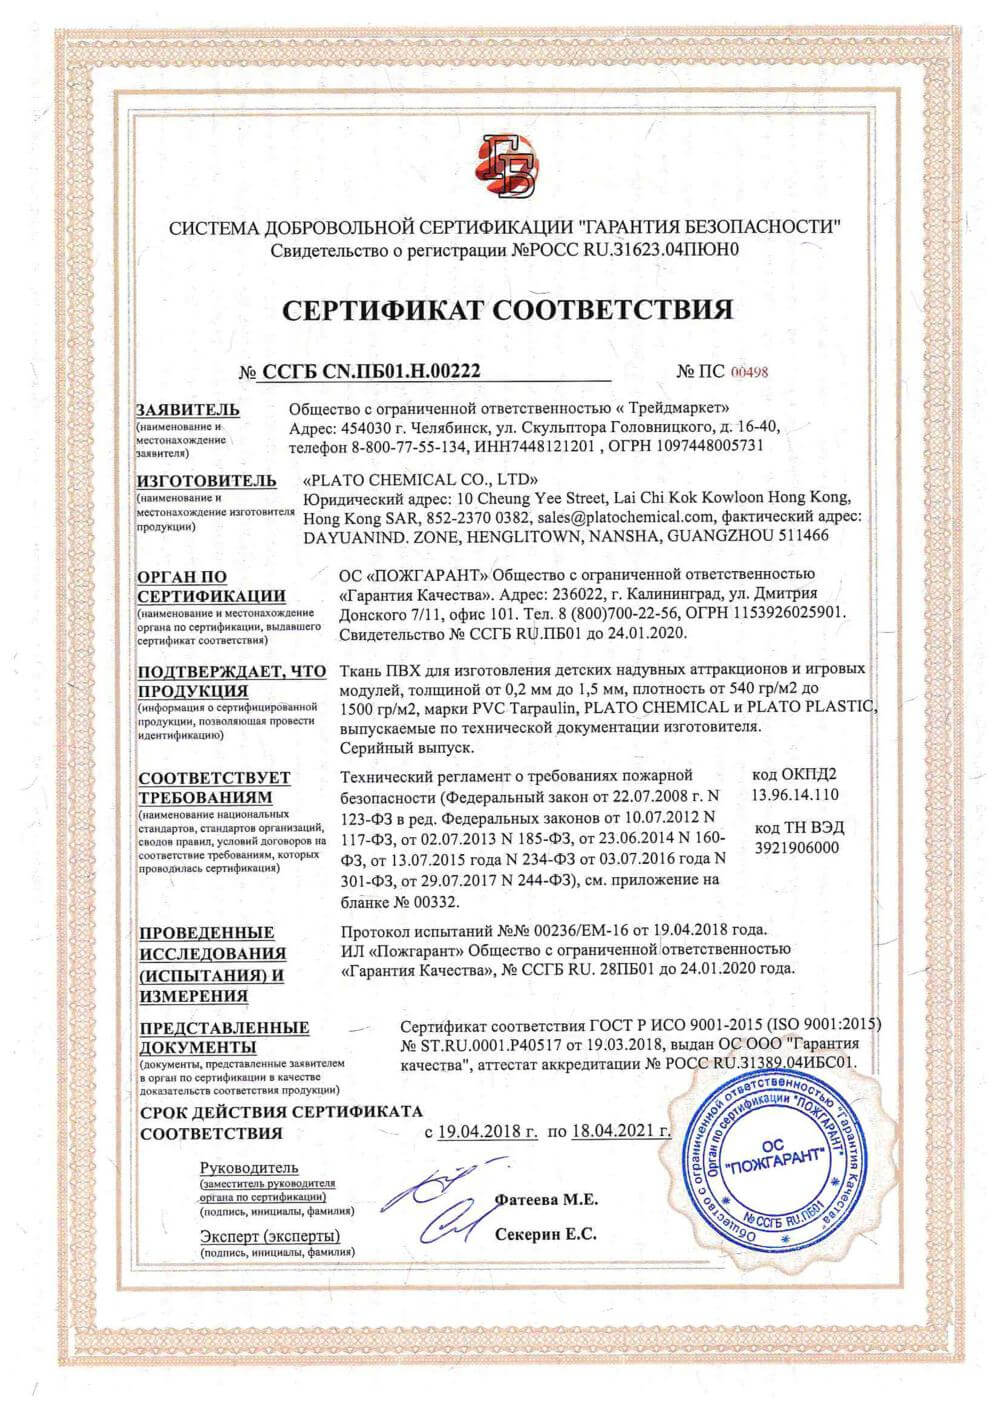 ГБ
СИСТЕМА ДОБРОВОЛЬНОЙ СЕРТИФИКАЦИИ "ГАРАНТИЯ БЕЗОПАСНОСТИ"
Свидетельство о регистрации №РОСС RU.31623.04ПЮН0
СЕРТИФИКАТ СООТВЕТСТВИЯ
№ ССГБ CN.ПБ01.Н.00222 № ПС 00498
ЗАЯВИТЕЛЬ
(наименование и
местонахождение
заявителя)
Общество с ограниченной ответственностью « Трейдмаркет»
Адрес: 454030 г. Челябинск, ул. Скульптора Головницкого, д. 16-40,
телефон 8-800-77-55-134, ИНН7448121201 , ОГРН 1097448005731
ИЗГОТОВИТЕЛЬ
(наименование и
местонахождение изготовителя
продукции)
«PLATO CHEMICAL CO., LTD»
Юридический адрес: 10 Cheung Yee Street, Lai Chi Kok Kowloon Hong Kong,
Hong Kong SAR, 852-2370 0382, sales@platochemical.com, фактический адрес:
DAYUANIND. ZONE, HENGLITOWN, NANSHA, GUANGZHOU 511466
ОРГАН ПО
СЕРТИФИКАЦИИ
(наименование и местонахождение
органа по сертификации, выдавшего
сертификат соответствия)
ОС «ПОЖГАРАНТ» Общество с ограниченной ответственностью
«Гарантия Качества». Адрес: 236022, г. Калининград, ул. Дмитрия
Донского 7/11, офис 101. Тел. 8 (800)700-22-56, ОГРН 1153926025901.
Свидетельство № ССГБ RU.ПБ01 до 24.01.2020.
ПОДТВЕРЖДАЕТ, ЧТО
ПРОДУКЦИЯ
(информация о сертифицированной
продукции, позволяющая провести
идентификацию)
Ткань ПВХ для изготовления детских надувных аттракционов и игровых
модулей, толщиной от 0,2 мм до 1,5 мм, плотность от 540 гр/м2 до
1500 гр/м2, марки PVC Tarpaulin, PLATO CHEMICAL и PLATO PLASTIC,
выпускаемые по технической документации изготовителя.
Серийный выпуск.
СООТВЕТСТВУЕТ
ТРЕБОВАНИЯМ
(наименование национальных
стандартов, стандартов организаций,
сводов правил, условий договоров на
соответствие требованиям, которых
проводилась сертификация)
Технический регламент о требованиях пожарной
безопасности (Федеральный закон от 22.07.2008 г. N
123-ФЗ в ред. Федеральных законов от 10.07.2012 N
117-ФЗ, от 02.07.2013 N 185-ФЗ, от 23.06.2014 N 160-
ФЗ, от 13.07.2015 года N 234-ФЗ от 03.07.2016 года N
301-ФЗ, от 29.07.2017 N 244-ФЗ), см. приложение на
бланке № 00332.
код ОКПД2
13.96.14.110
код ТН ВЭД
3921906000
ПРОВЕДЕННЫЕ
ИССЛЕДОВАНИЯ
(ИСПЫТАНИЯ) И
ИЗМЕРЕНИЯ
Протокол испытаний №№ 00236/ЕМ-16 от 19.04.2018 года.
ИЛ «Пожгарант» Общество с ограниченной ответственностью
«Гарантия Качества», № ССГБ RU. 28ПБ01 до 24.01.2020 года.
ПРЕДСТАВЛЕННЫЕ
ДОКУМЕНТЫ
(документы, представленные заявителем
в орган по сертификации в качестве
доказательств соответствия продукции)
Сертификат соответствия ГОСТ Р ИСО 9001-2015 (ISO 9001:2015)
№ ST.RU.0001.P40517 от 19.03.2018, выдан ОС ООО "Гарантия
качества", аттестат аккредитации № РОСС RU.31389.04ИБС01.
СРОК ДЕЙСТВИЯ СЕРТИФИКАТА
СООТВЕТСТВИЯ с 19.04.2018 г. по 18.04.2021 г.
Руководитель
(заместитель руководителя
органа по сертификации)
(подпись, инициалы, фамилия)
Фатеева М.Е.
Эксперт (эксперты)
(подпись, инициалы, фамилия)
Секерин Е.С.
Общество с ограниченной ответственностью "Гарантия Качества"
Орган по сертификации "ПОЖГАРАНТ"
ОС
"ПОЖГАРАНТ"
№ ССГБ RU.ПБ01